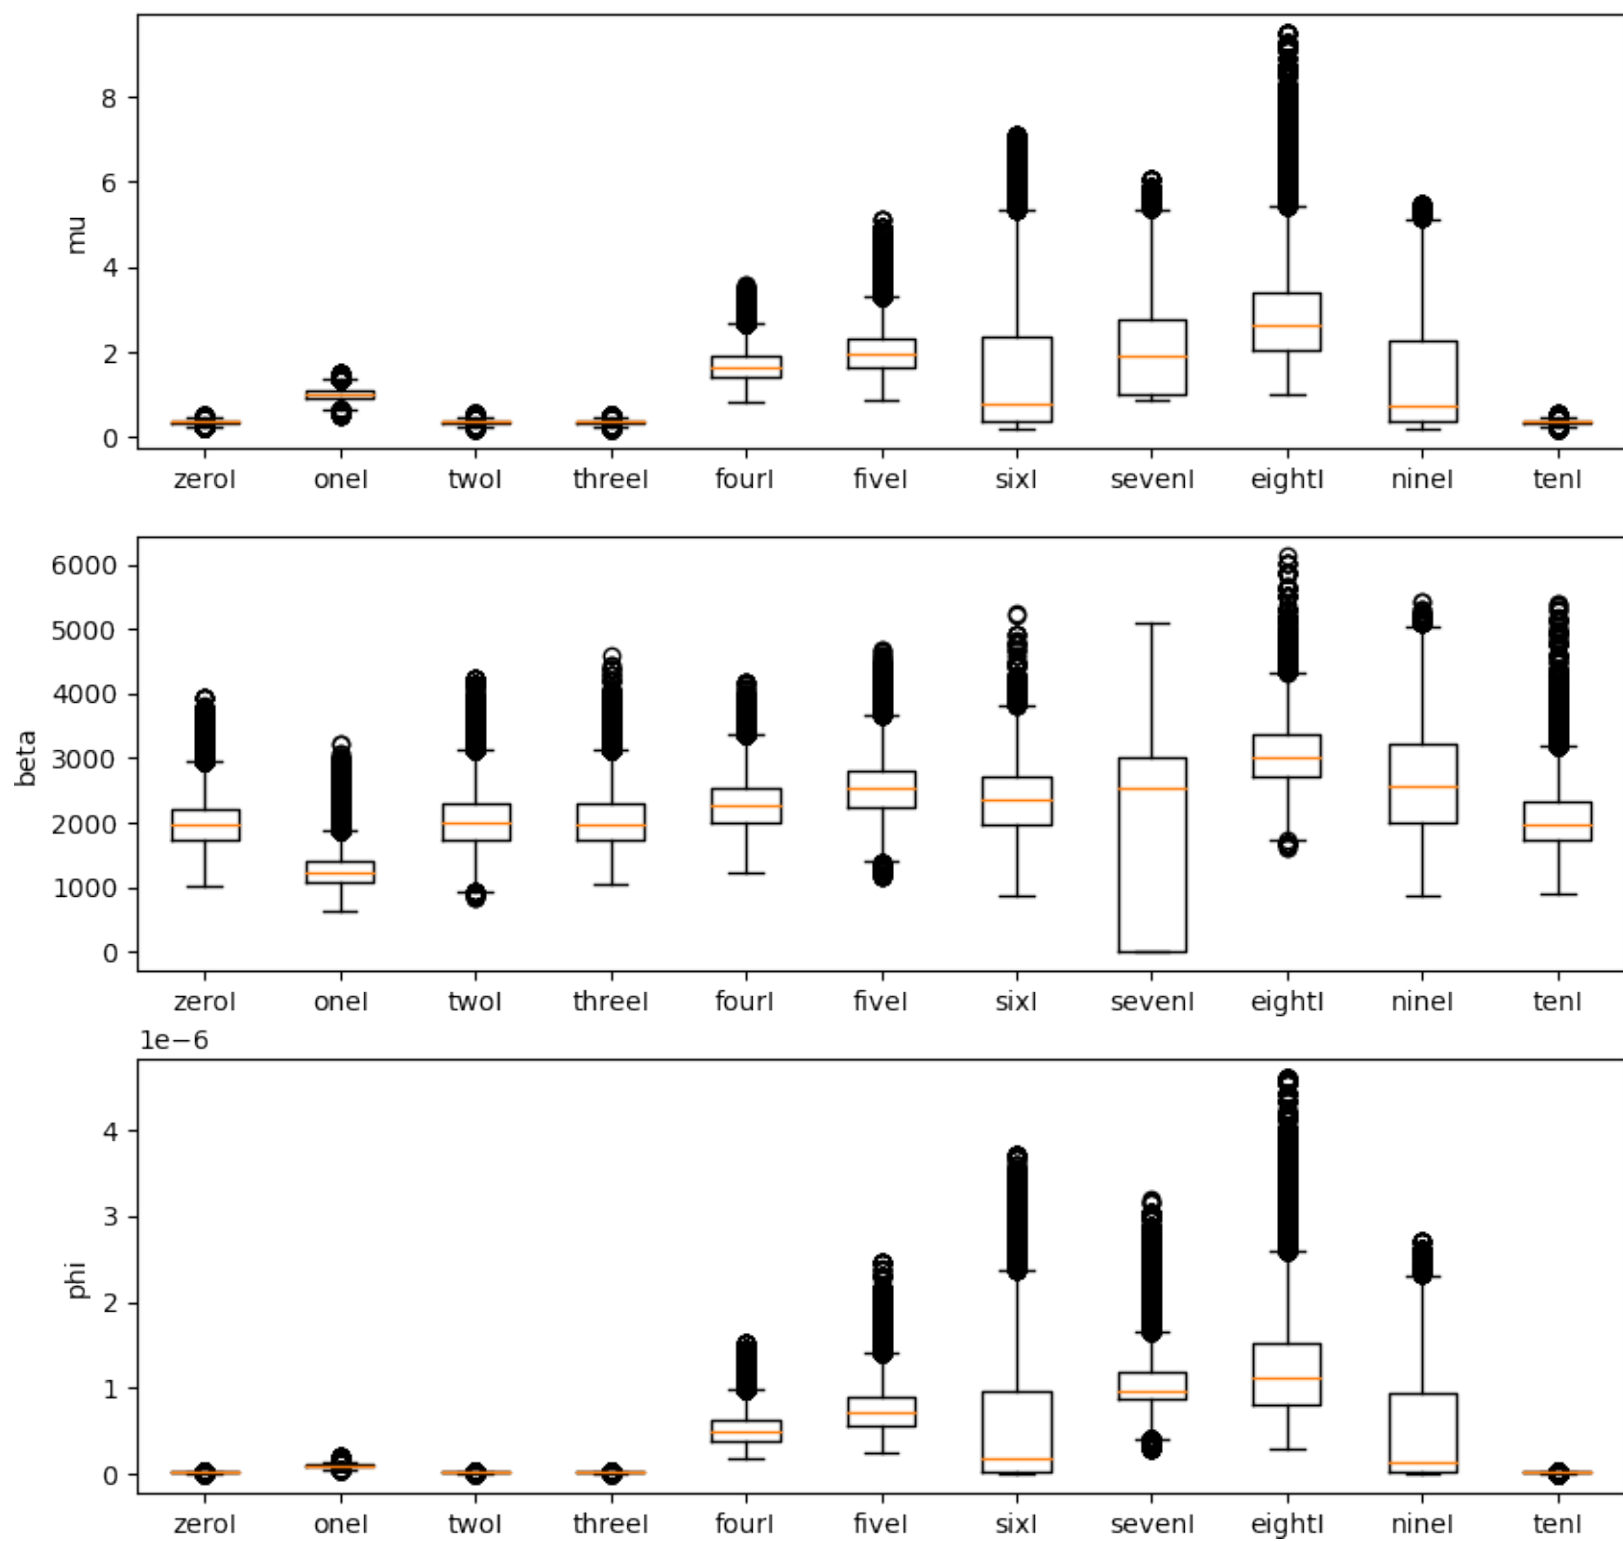 8
6
mu
4
2
0
zeroI oneI twoI threeI fourI fiveI sixI sevenI eightI nineI tenI
6000
5000
4000
beta
3000
2000
1000
0
zeroI oneI twoI threeI fourI fiveI sixI sevenI eightI nineI tenI
1e−6
4
3
phi
2
1
0
zeroI oneI twoI threeI fourI fiveI sixI sevenI eightI nineI tenI